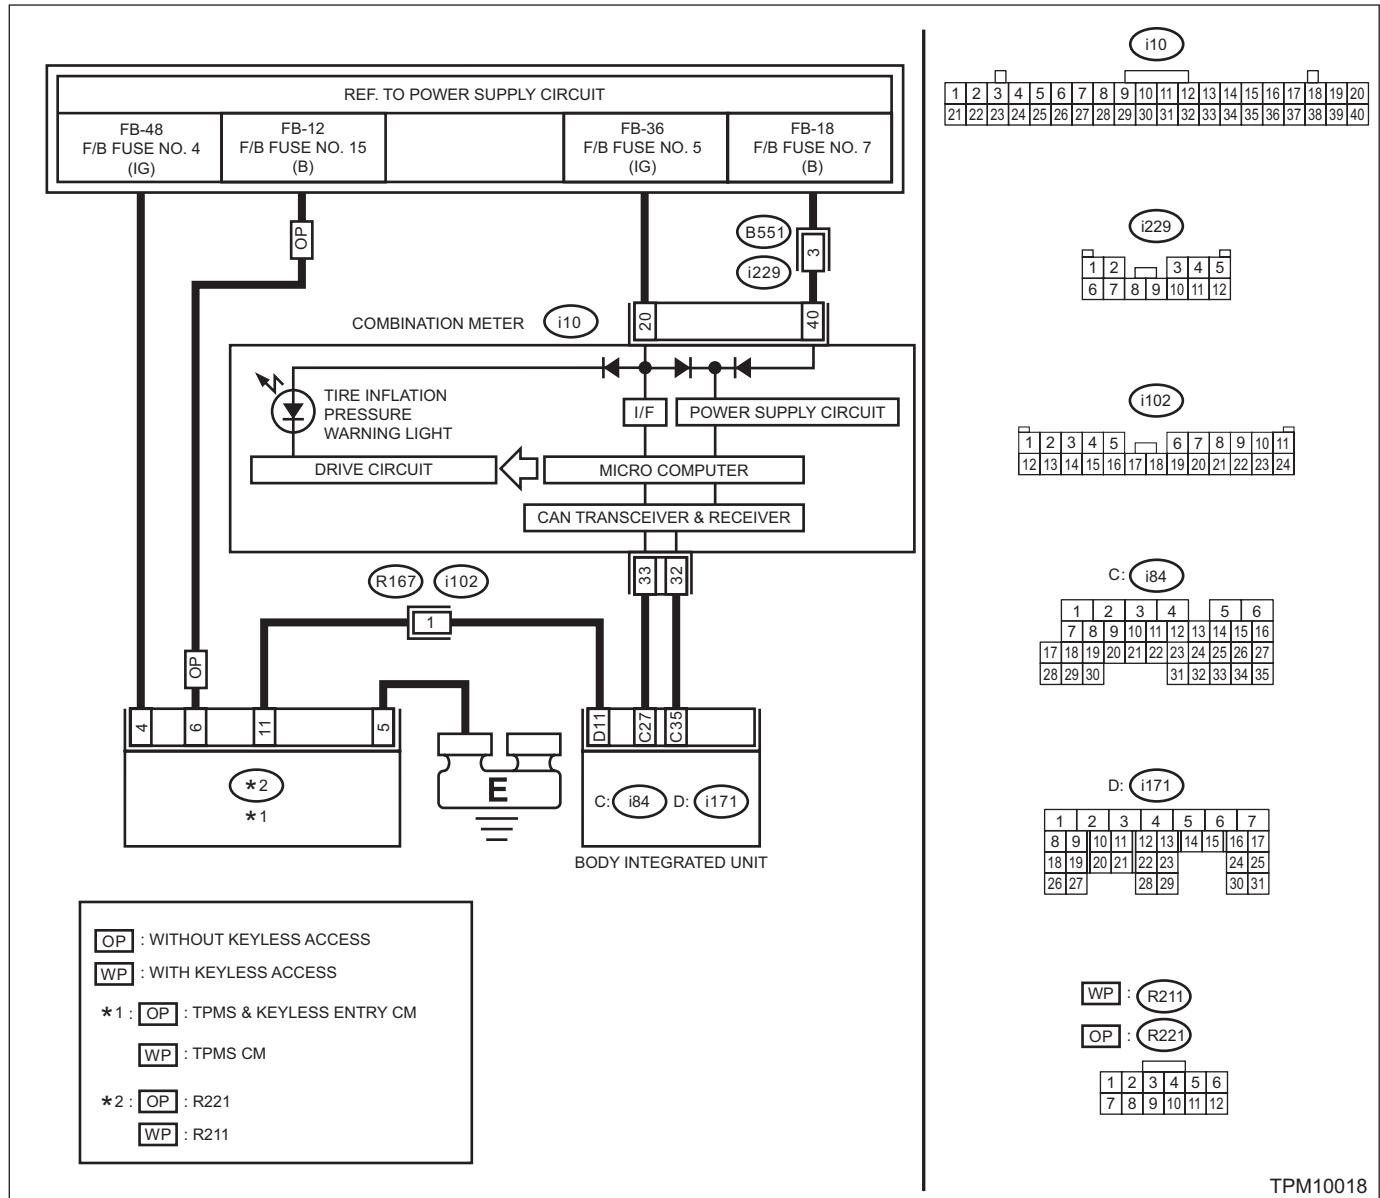 REF. TO POWER SUPPLY CIRCUIT
FB-48
F/B FUSE NO. 4
(IG)
FB-12
F/B FUSE NO. 15
(B)
FB-36
F/B FUSE NO. 5
(IG)
FB-18
F/B FUSE NO. 7
(B)
OP
B551
3
i229
COMBINATION METER
i10
20
40
TIRE INFLATION
PRESSURE
WARNING LIGHT
I/F
POWER SUPPLY CIRCUIT
DRIVE CIRCUIT
MICRO COMPUTER
CAN TRANSCEIVER & RECEIVER
33
32
R167
i102
1
OP
4
6
11
5
D11
C27
C35
*2
*1
E
C: i84 D: i171
BODY INTEGRATED UNIT
OP : WITHOUT KEYLESS ACCESS
WP : WITH KEYLESS ACCESS
*1 : OP : TPMS & KEYLESS ENTRY CM
WP : TPMS CM
*2 : OP : R221
WP : R211
i10
1 2 3 4 5 6 7 8 9 10 11 12 13 14 15 16 17 18 19 20
21 22 23 24 25 26 27 28 29 30 31 32 33 34 35 36 37 38 39 40
i229
1 2 3 4 5
6 7 8 9 10 11 12
i102
1 2 3 4 5 6 7 8 9 10 11
12 13 14 15 16 17 18 19 20 21 22 23 24
C: i84
1 2 3 4 5 6
7 8 9 10 11 12 13 14 15 16
17 18 19 20 21 22 23 24 25 26 27
28 29 30 31 32 33 34 35
D: i171
1 2 3 4 5 6 7
8 9 10 11 12 13 14 15 16 17
18 19 20 21 22 23 24 25
26 27 28 29 30 31
WP : R211
OP : R221
1 2 3 4 5 6
7 8 9 10 11 12
TPM10018